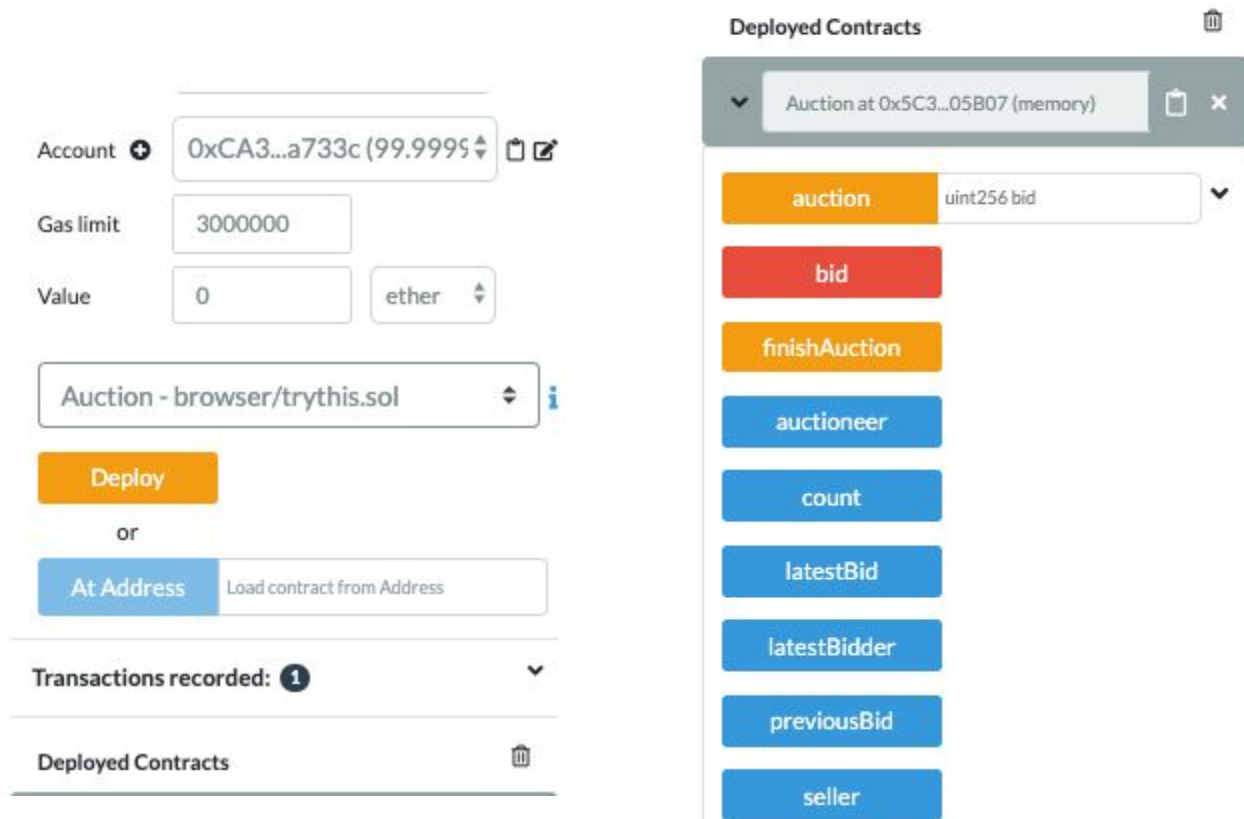 Account 0xCA3...a733c (99.9999
Gas limit 3000000
Value 0 ether
Auction - browser/trythis.sol i
Deploy
or
At Address Load contract from Address
Transactions recorded: 1
Deployed Contracts
Deployed Contracts
Auction at 0x5C3...05B07 (memory)
auction uint256 bid
bid
finishAuction
auctioneer
count
latestBid
latestBidder
previousBid
seller